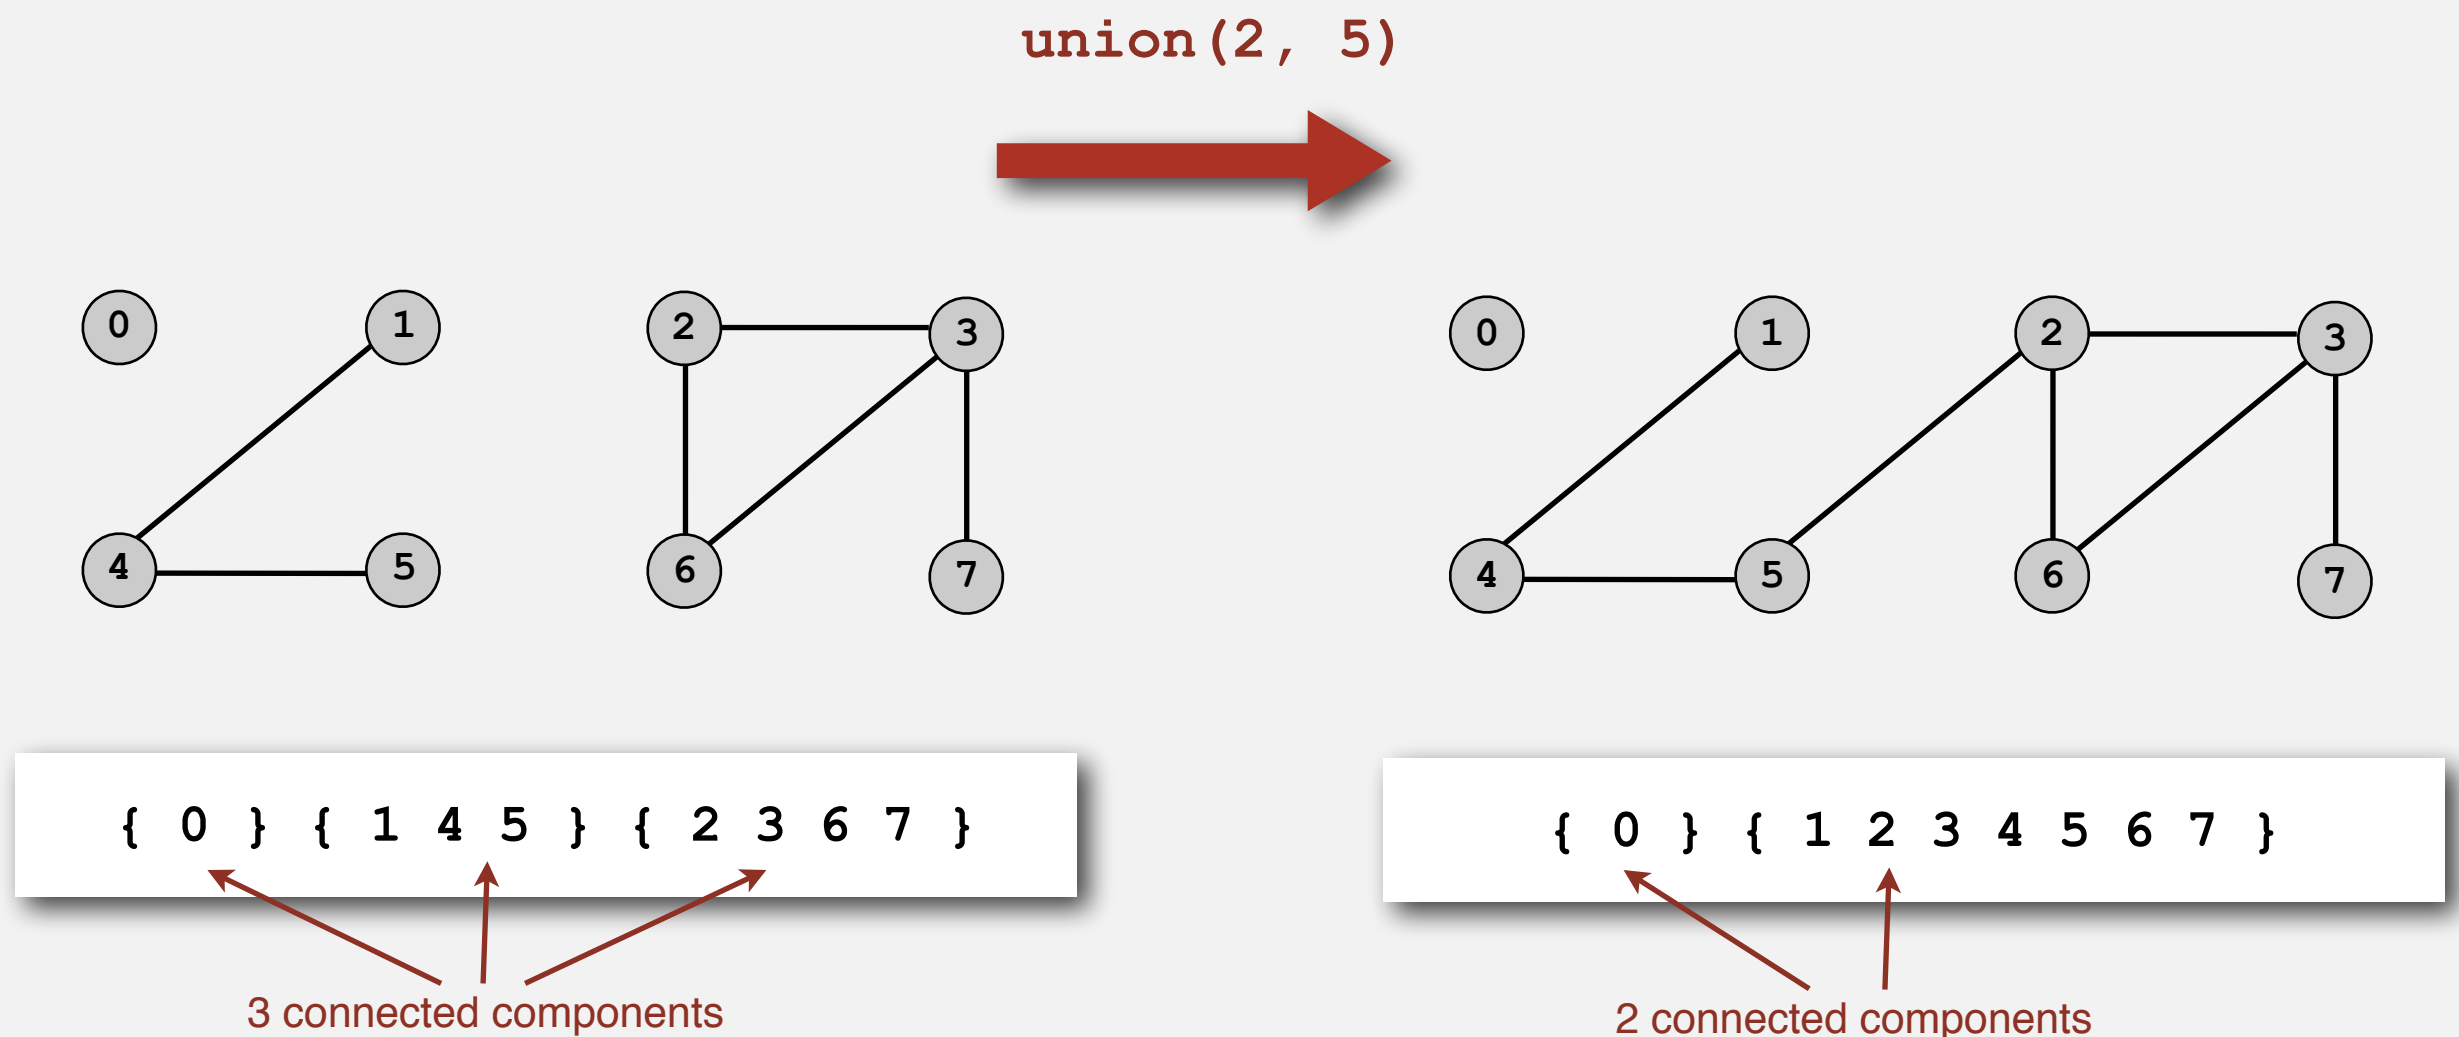 union(2, 5)
0 1 2 3
4 5 6 7
0 1 2 3
4 5 6 7
{ 0 } { 1 4 5 } { 2 3 6 7 }
{ 0 } { 1 2 3 4 5 6 7 }
3 connected components
2 connected components